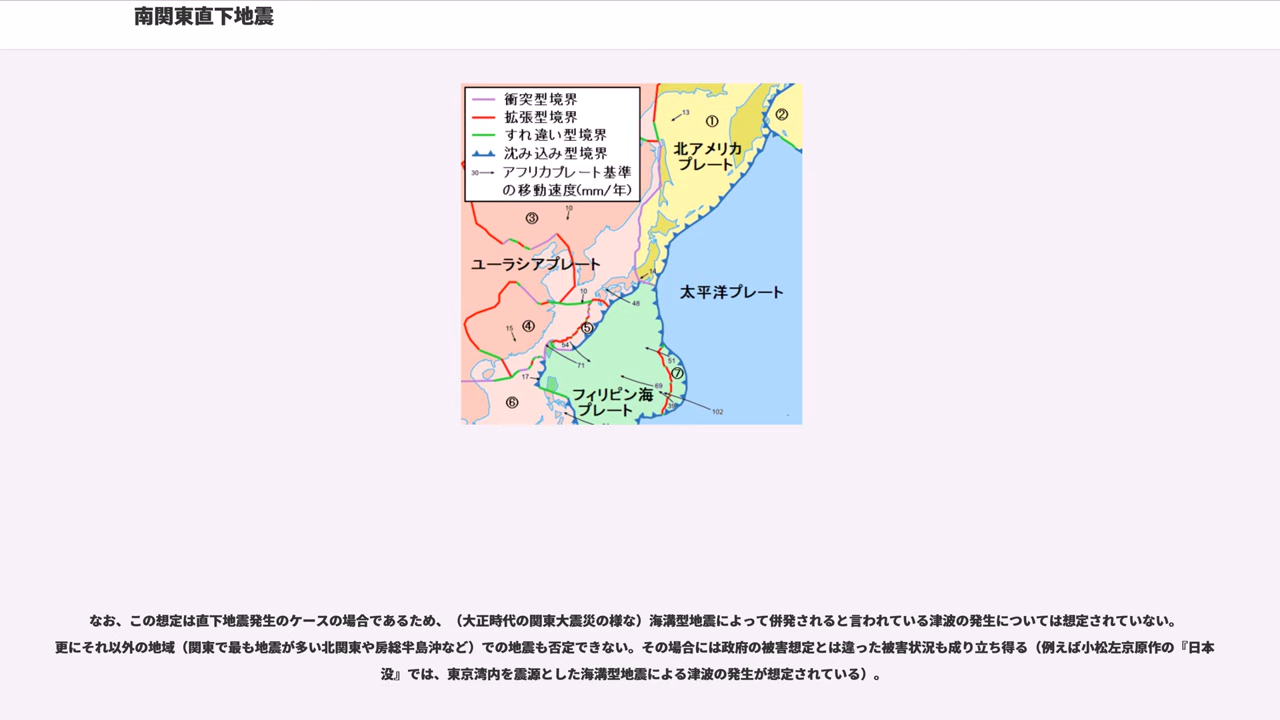 南関東直下地震
衝突型境界
拡張型境界
すれ違い型境界
沈み込み型境界
30 アフリカプレート基準
の移動速度(mm/年)
13
①
②
北アメリカ
プレート
③
10
ユーラシアプレート
14
太平洋プレート
10
48
④
15
⑤
54
71
51
⑦
17
69
フィリピン海
プレート
⑥
102
なお、この想定は直下地震発生のケースの場合であるため、（大正時代の関東大震災の様な）海溝型地震によって併発されると言われている津波の発生については想定されていない。
更にそれ以外の地域（関東で最も地震が多い北関東や房総半島沖など）での地震も否定できない。その場合には政府の被害想定とは違った被害状況も成り立ち得る（例えば小松左京原作の『日本
没』では、東京湾内を震源とした海溝型地震による津波の発生が想定されている）。